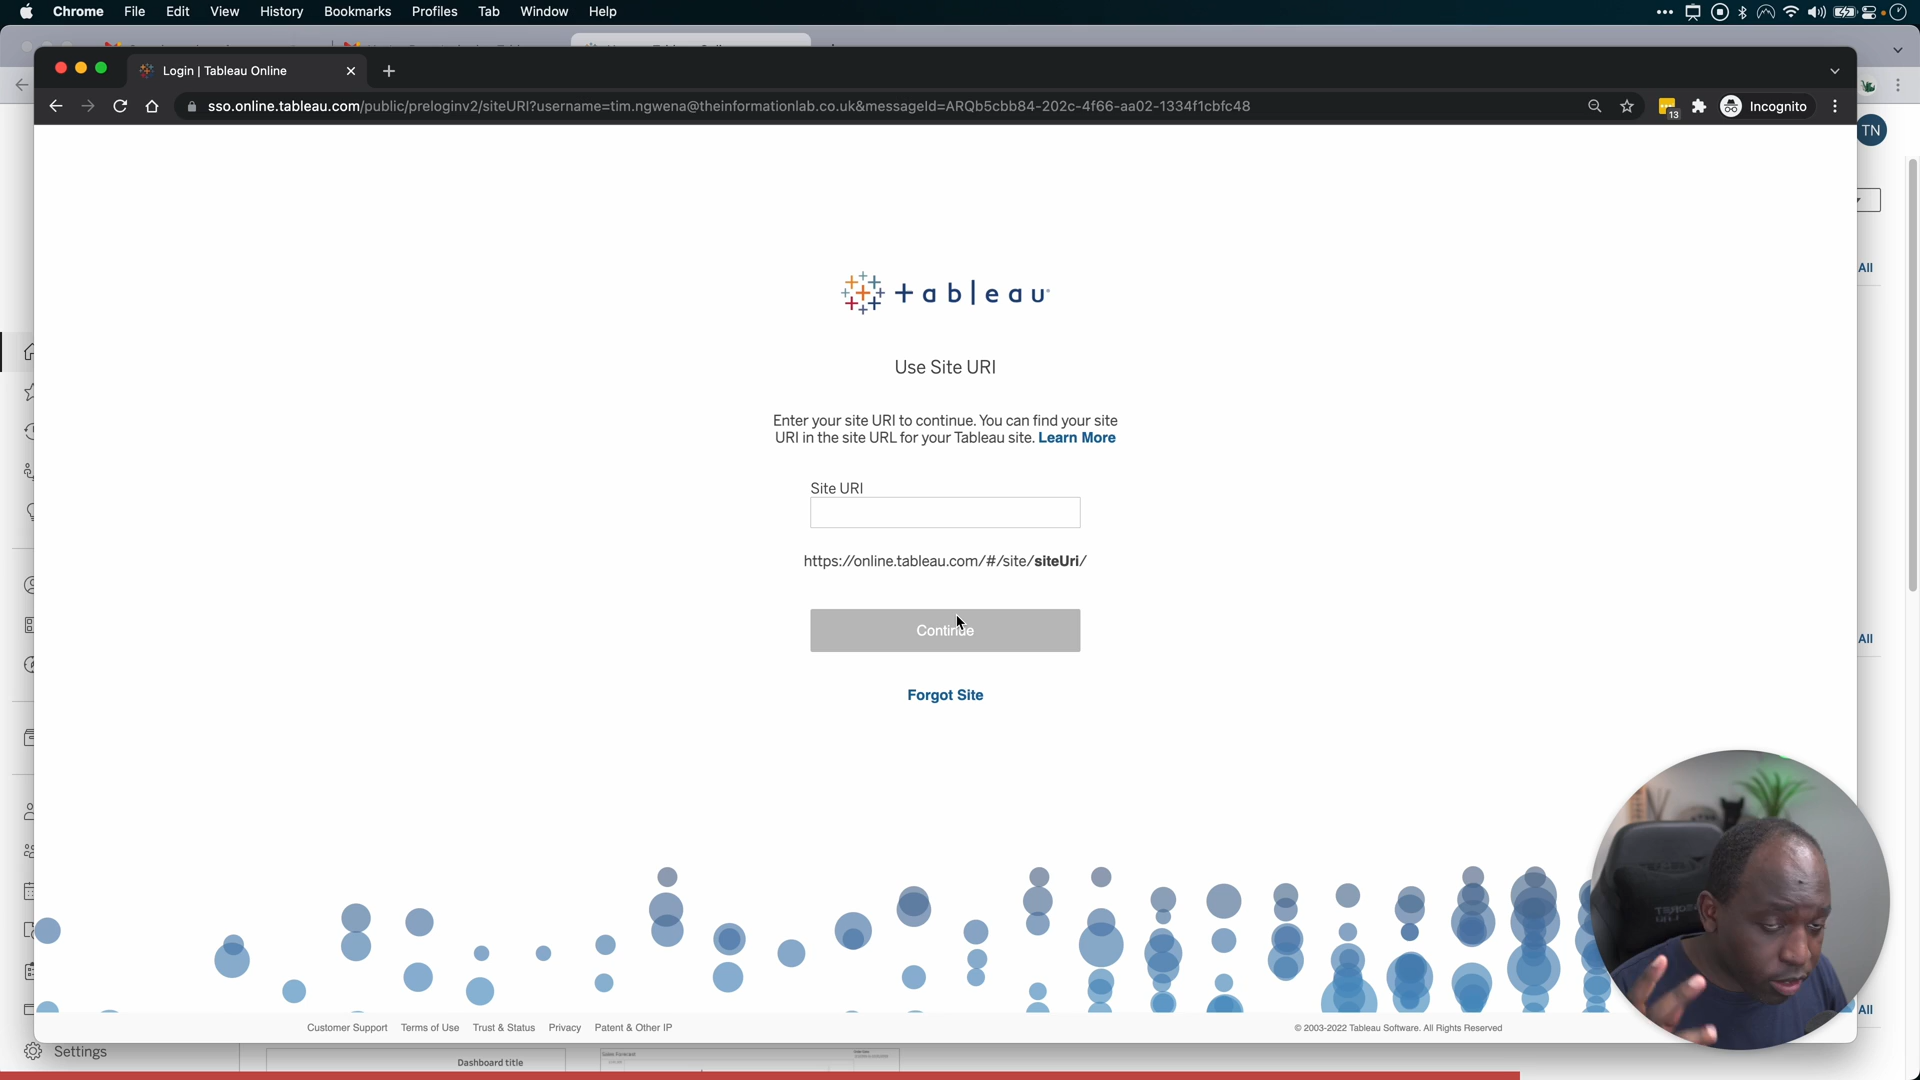 Chrome File Edit View History Bookmarks Profiles Tab Window Help
Login | Tableau Online
sso.online.tableau.com/public/preloginv2/siteURI?username=tim.ngwena@theinformationlab.co.uk&messageId=ARQb5cbb84-202c-4f66-aa02-1334f1cbfc48
13
Incognito
TN
All
tableau
Use Site URI
Enter your site URI to continue. You can find your site
URI in the site URL for your Tableau site. Learn More
Site URI
https://online.tableau.com/#/site/siteUri/
Continue
All
Forgot Site
All
Customer Support Terms of Use Trust & Status Privacy Patent & Other IP
© 2003-2022 Tableau Software. All Rights Reserved
Settings
Dashboard title
Sales Forecast